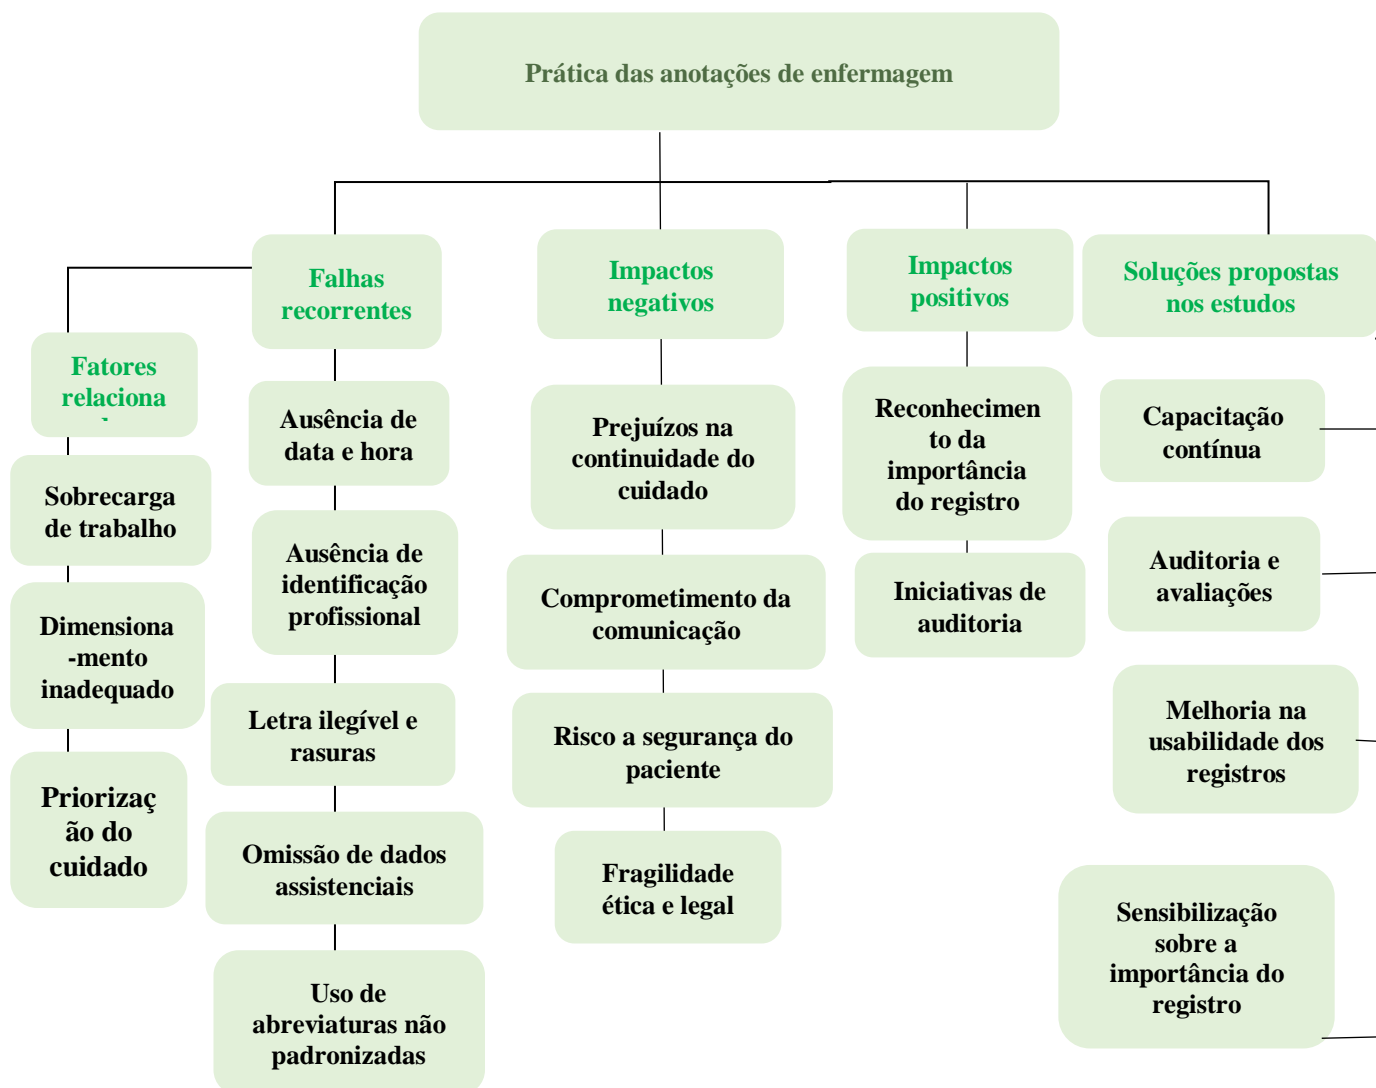 Prática das anotações de enfermagem
Fatores
relaciona
Sobrecarga
de trabalho
Dimensiona
-mento
inadequado
Priorizaç
ão do
cuidado
Falhas
recorrentes
Ausência de
data e hora
Ausência de
identificação
profissional
Letra ilegível e
rasuras
Omissão de dados
assistenciais
Uso de
abreviaturas não
padronizadas
Impactos
negativos
Prejuízos na
continuidade do
cuidado
Comprometimento da
comunicação
Risco a segurança do
paciente
Fragilidade
ética e legal
Impactos
positivos
Reconhecimen
to da
importância
do registro
Iniciativas de
auditoria
Soluções propostas
nos estudos
Capacitação
contínua
Auditoria e
avaliações
Melhoria na
usabilidade dos
registros
Sensibilização
sobre a
importância do
registro